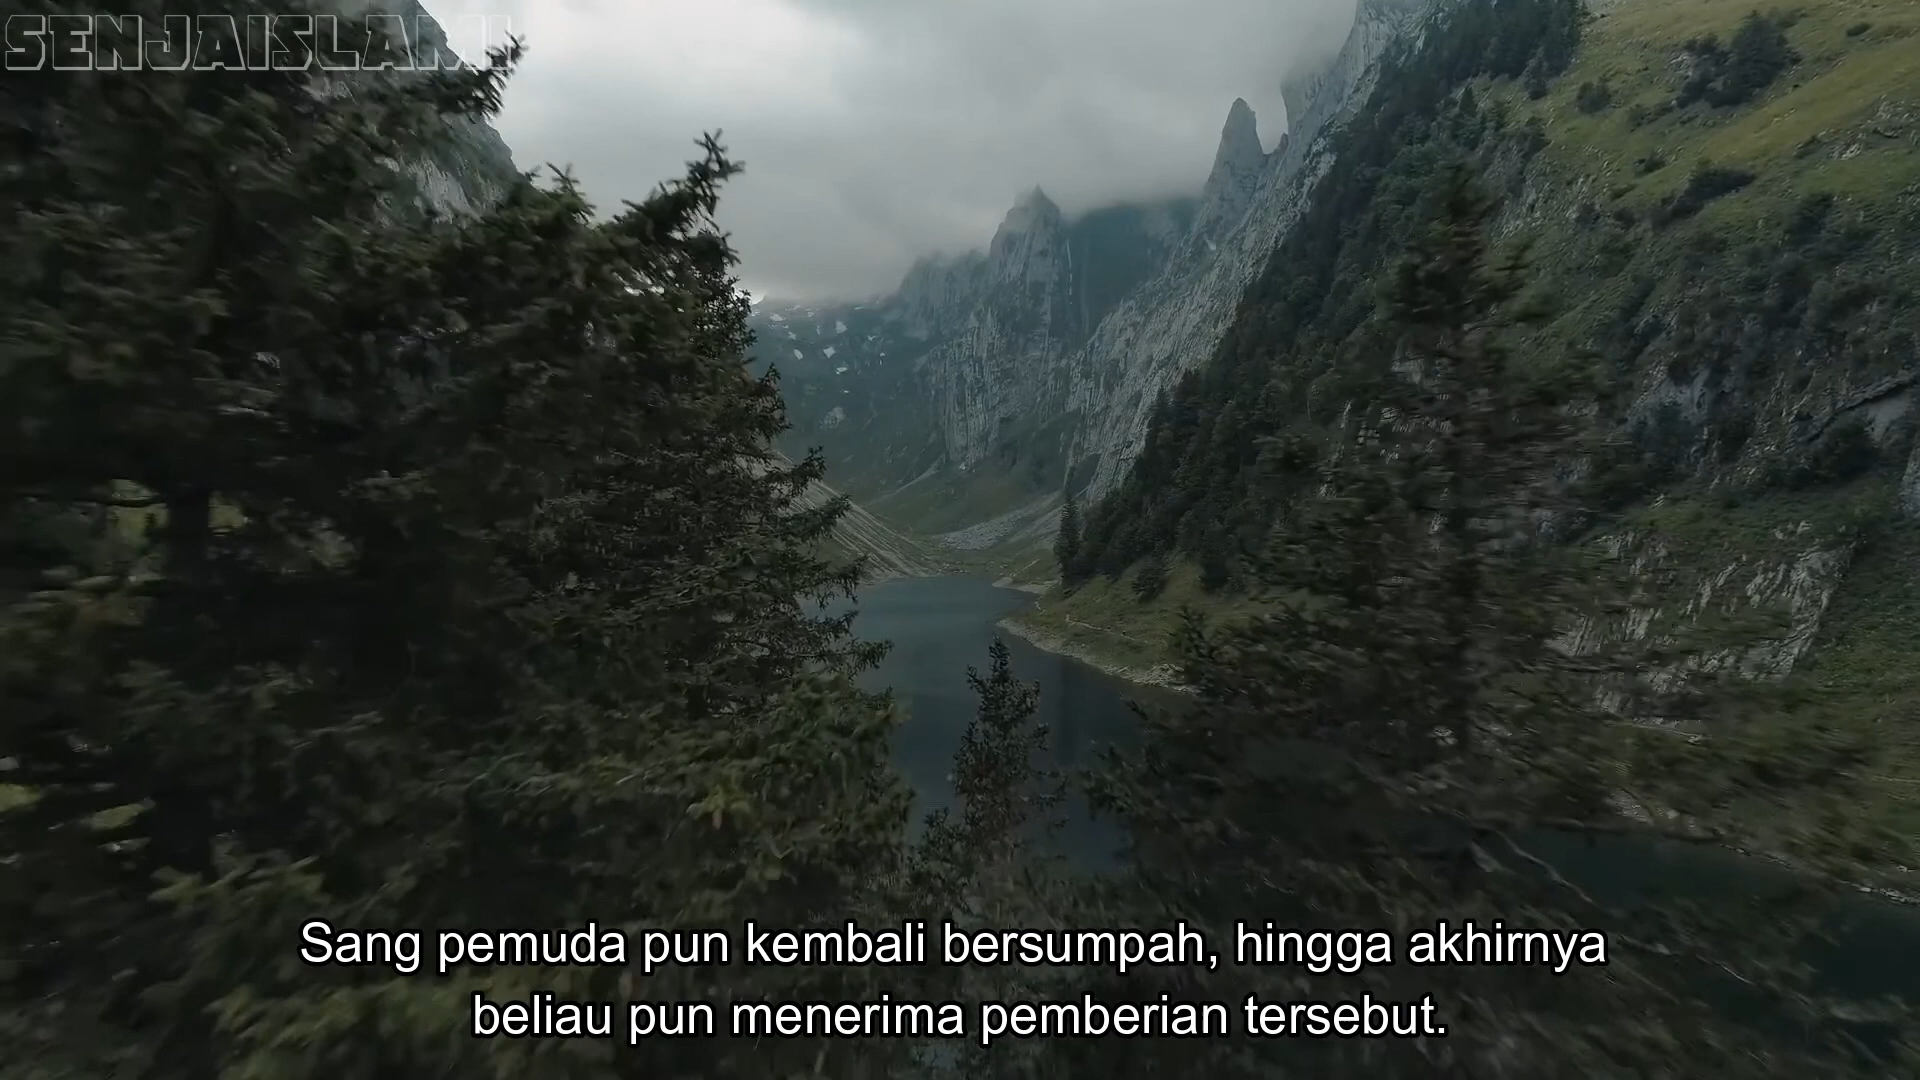 SENJAISLAMI
Sang pemuda pun kembali bersumpah, hingga akhirnya
beliau pun menerima pemberian tersebut.